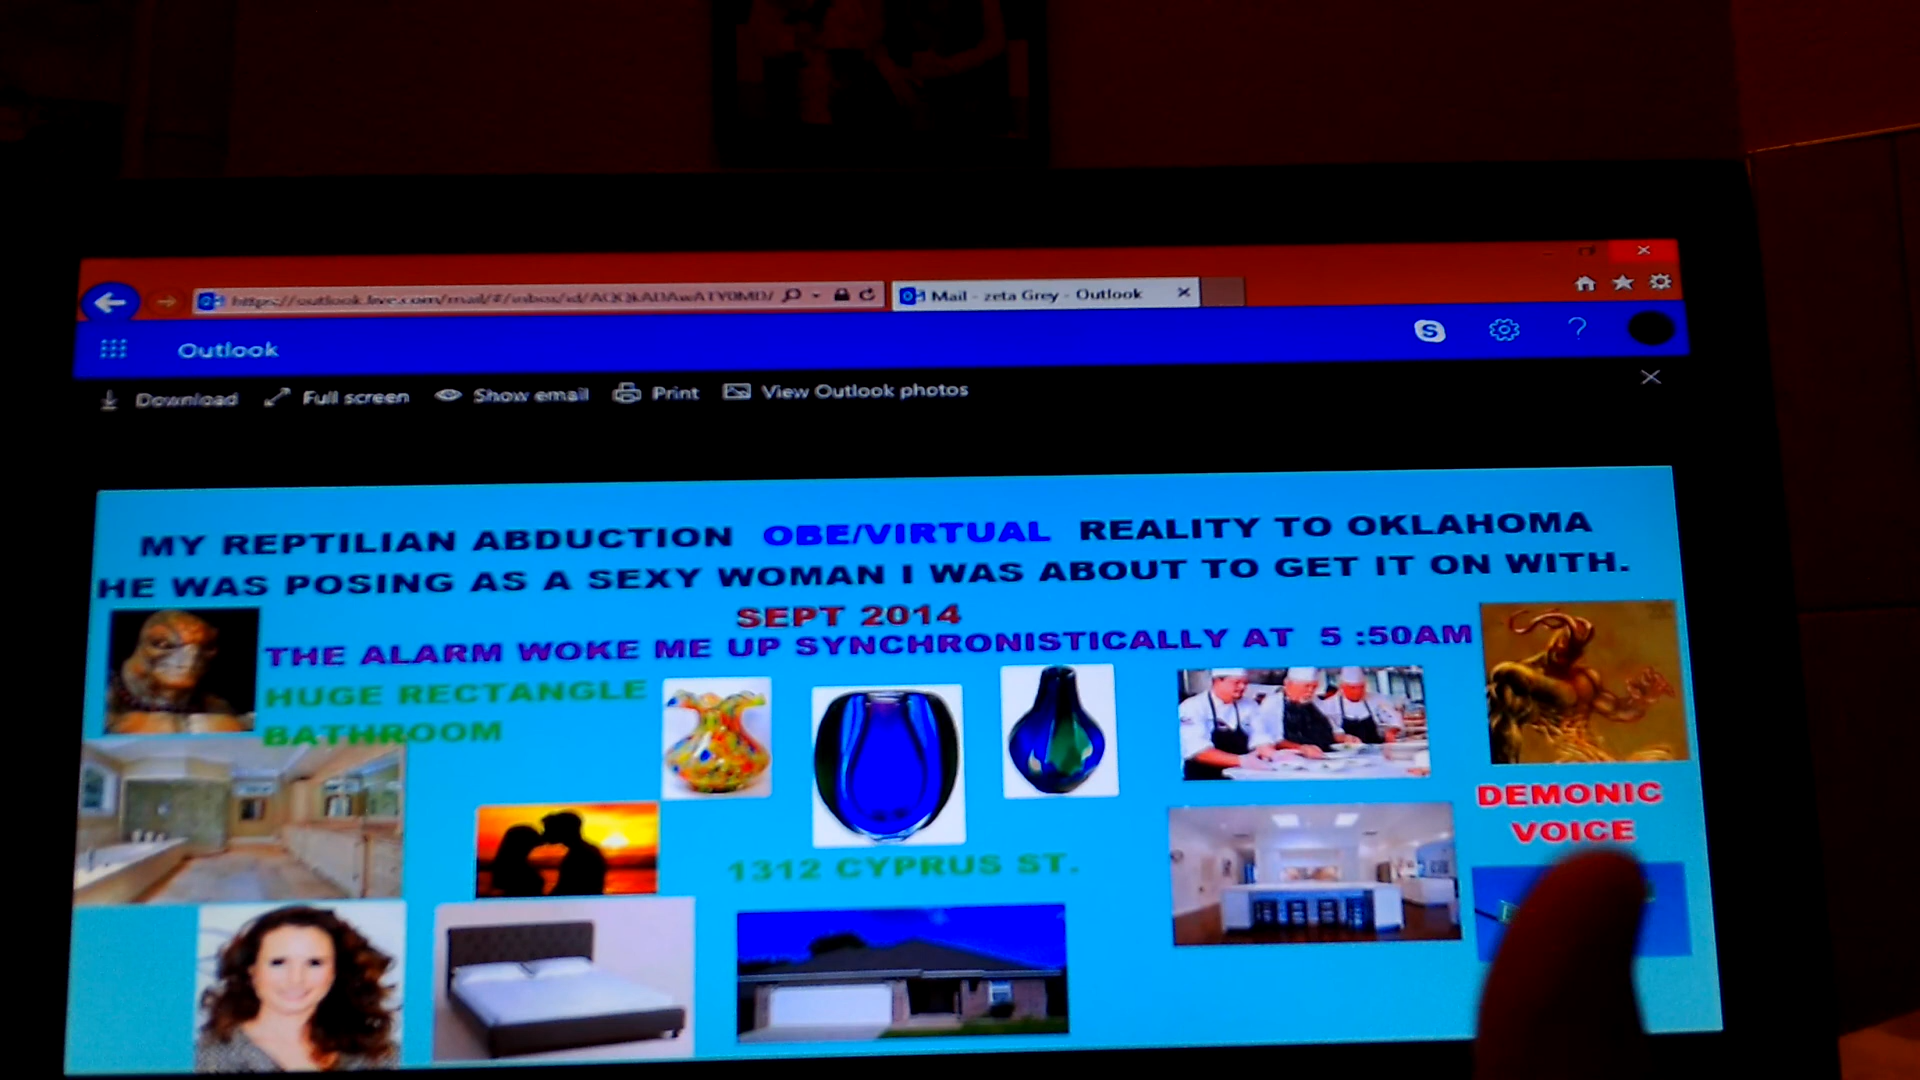 Mail - zeta Grey - Outlook
Outlook
Download Full screen Show email Print View Outlook photos
MY REPTILIAN ABDUCTION OBE/VIRTUAL REALITY TO OKLAHOMA
HE WAS POSING AS A SEXY WOMAN I WAS ABOUT TO GET IT ON WITH.
SEPT 2014
THE ALARM WOKE ME UP SYNCHRONISTICALLY AT 5 :50AM
HUGE RECTANGLE
BATHROOM
DEMONIC
VOICE
1312 CYPRUS ST.